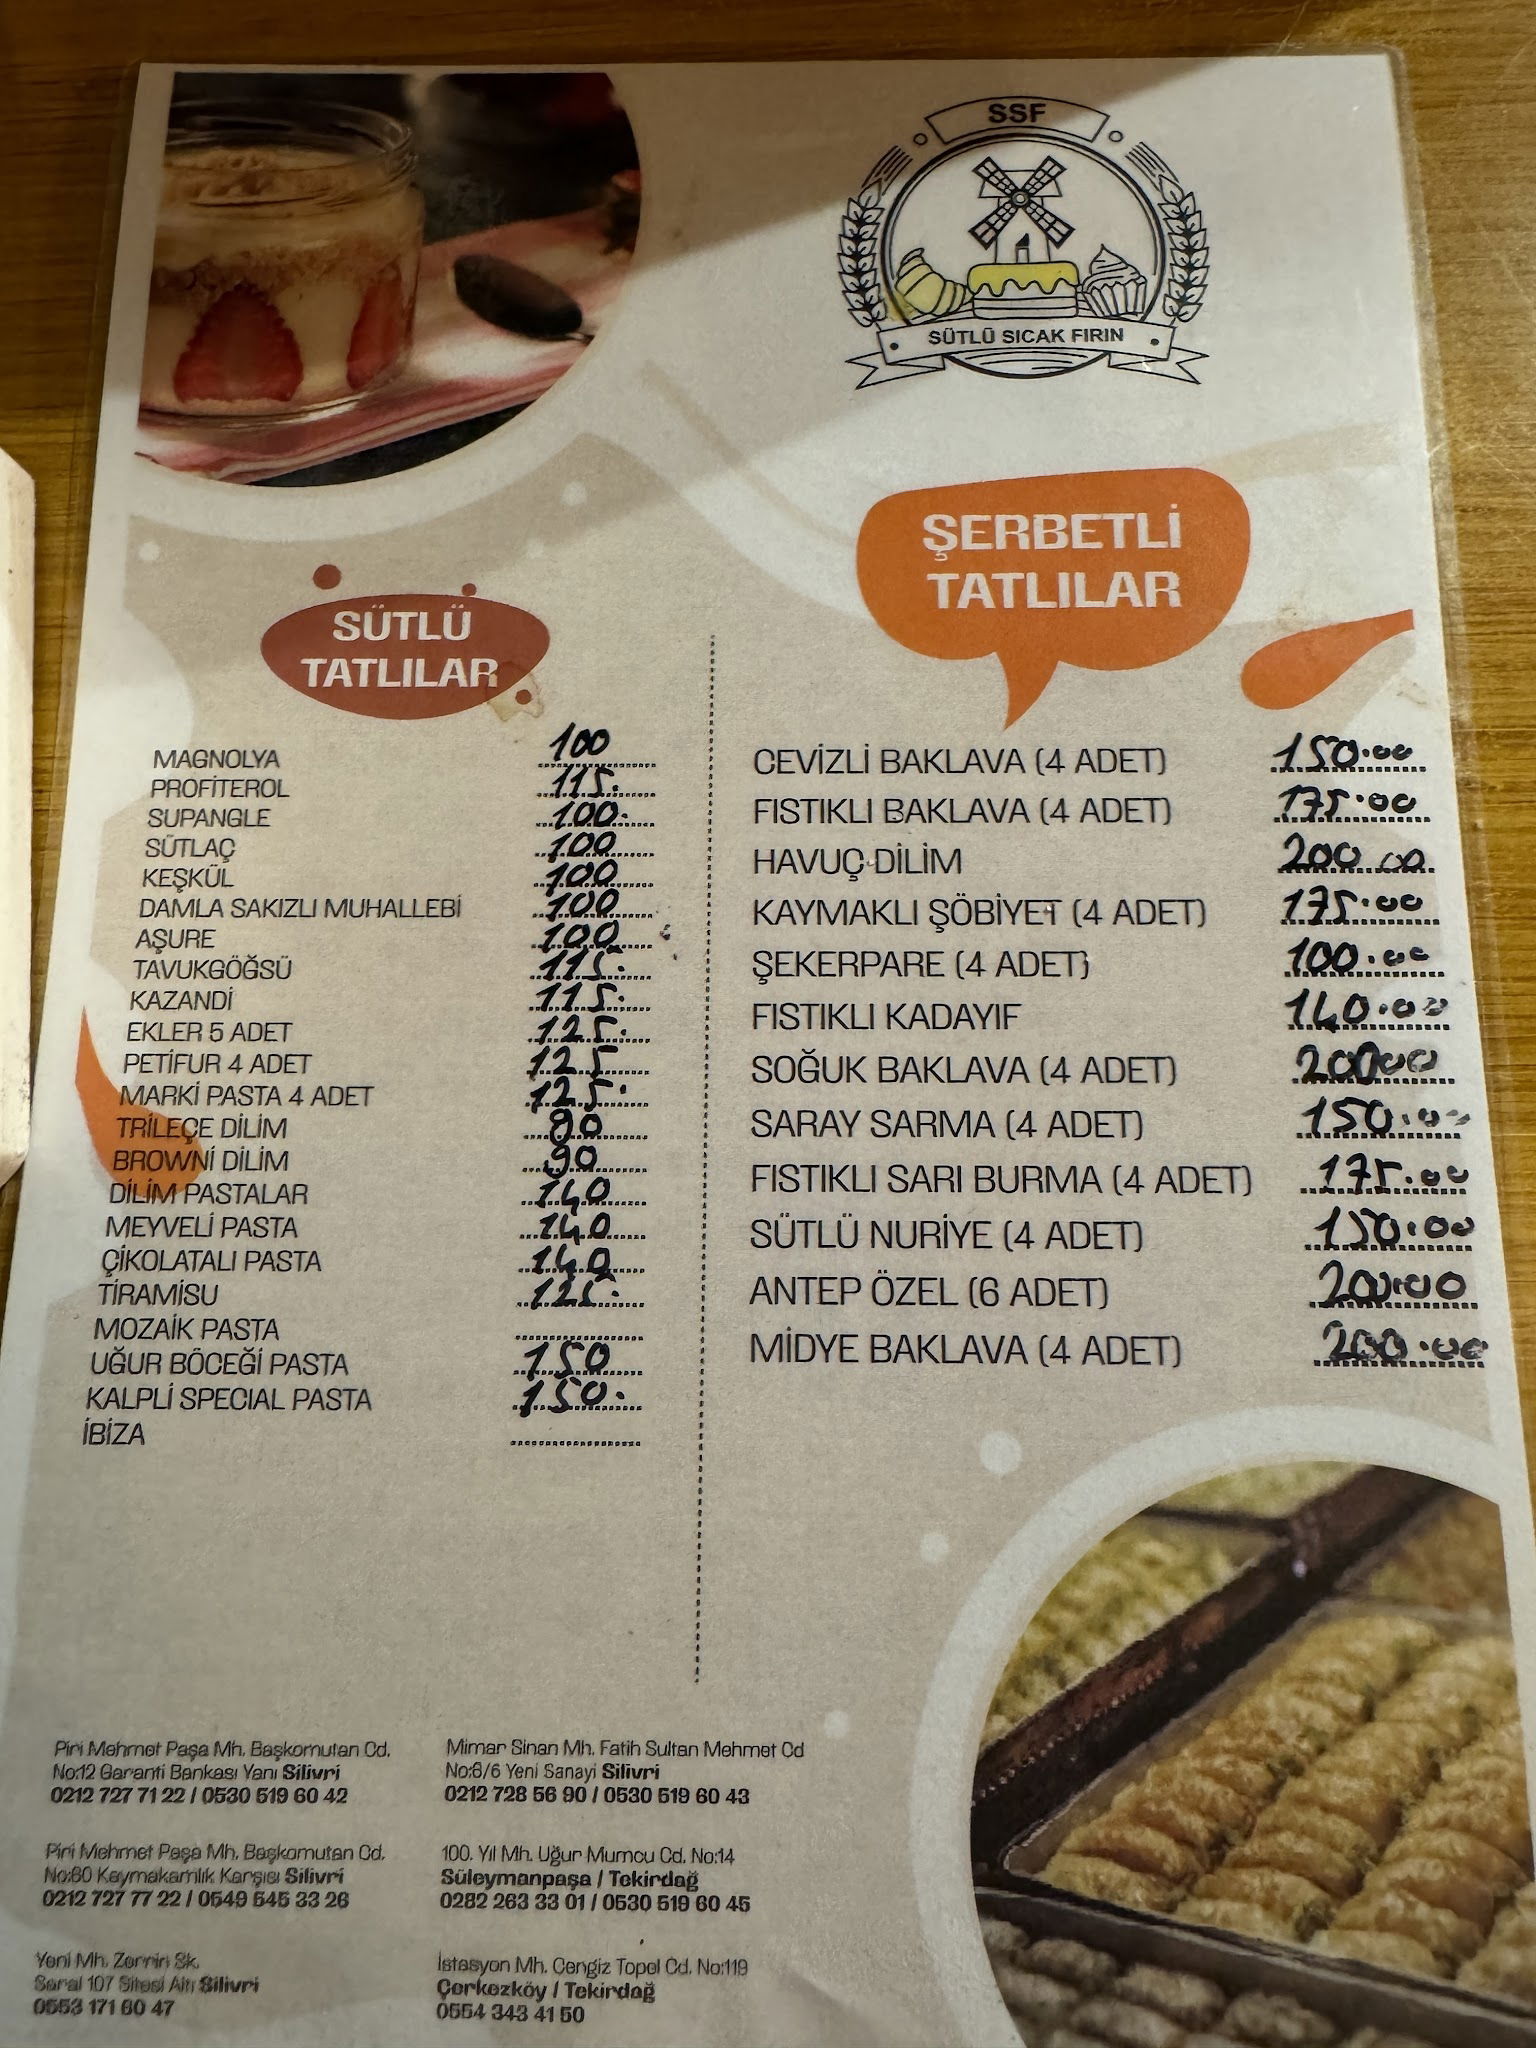 SSF
SÜTLÜ SICAK FIRIN
SÜTLÜ
TATLILAR
MAGNOLYA 100
PROFİTEROL 115.
SUPANGLE 100.
SÜTLAÇ 100
KEŞKÜL 100
DAMLA SAKIZLI MUHALLEBİ 100
AŞURE 100
TAVUKGÖĞSÜ 115.
KAZANDİ 115.
EKLER 5 ADET 125.
PETİFUR 4 ADET 125
MARKİ PASTA 4 ADET 125.
TRİLEÇE DİLİM 90
BROWNİ DİLİM 90
DİLİM PASTALAR 140
MEYVELİ PASTA 140
ÇİKOLATALI PASTA 140
TİRAMİSU 125.
MOZAİK PASTA
UĞUR BÖCEĞİ PASTA 150
KALPLİ SPECIAL PASTA 150.
İBİZA
ŞERBETLİ
TATLILAR
CEVİZLİ BAKLAVA (4 ADET) 150.00
FISTIKLI BAKLAVA (4 ADET) 175.00
HAVUÇ DİLİM 200.00
KAYMAKLI ŞÖBİYET (4 ADET) 175.00
ŞEKERPARE (4 ADET) 100.00
FISTIKLI KADAYIF 140.00
SOĞUK BAKLAVA (4 ADET) 200.00
SARAY SARMA (4 ADET) 150.00
FISTIKLI SARI BURMA (4 ADET) 175.00
SÜTLÜ NURİYE (4 ADET) 150.00
ANTEP ÖZEL (6 ADET) 200.00
MİDYE BAKLAVA (4 ADET) 200.00
Piri Mehmet Paşa Mh. Başkomutan Cd.
No:12 Garanti Bankası Yanı Silivri
0212 727 71 22 / 0530 519 60 42
Mimar Sinan Mh. Fatih Sultan Mehmet Cd
No:8/6 Yeni Sanayi Silivri
0212 728 56 90 / 0530 519 60 43
Piri Mehmet Paşa Mh. Başkomutan Cd.
No:80 Kaymakamlık Karşısı Silivri
0212 727 77 22 / 0549 545 33 26
100. Yıl Mh. Uğur Mumcu Cd. No:14
Süleymanpaşa / Tekirdağ
0282 263 33 01 / 0530 519 60 45
Yeni Mh. Zerrin Sk.
Saral 107 Sitesi Altı Silivri
0553 171 60 47
İstasyon Mh. Cengiz Topel Cd. No:119
Çerkezköy / Tekirdağ
0554 343 41 50